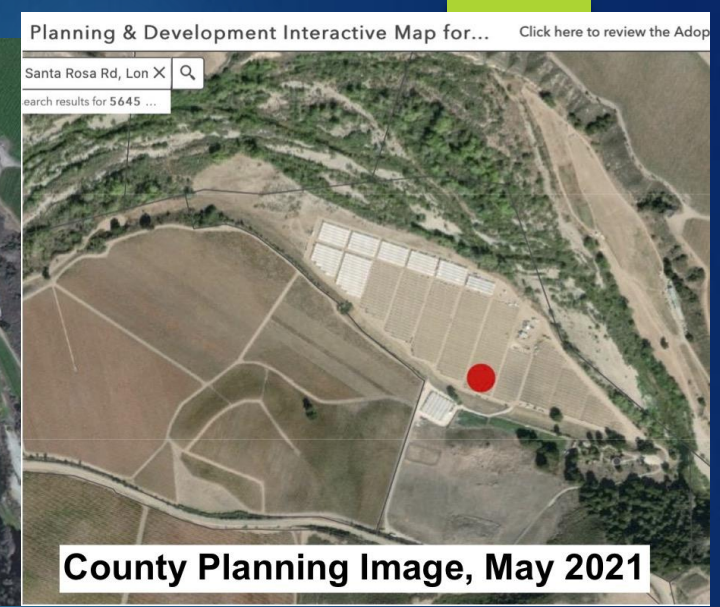 Planning & Development Interactive Map for... Click here to review the Adop
Santa Rosa Rd, Lon
earch results for 5645 ...
County Planning Image, May 2021